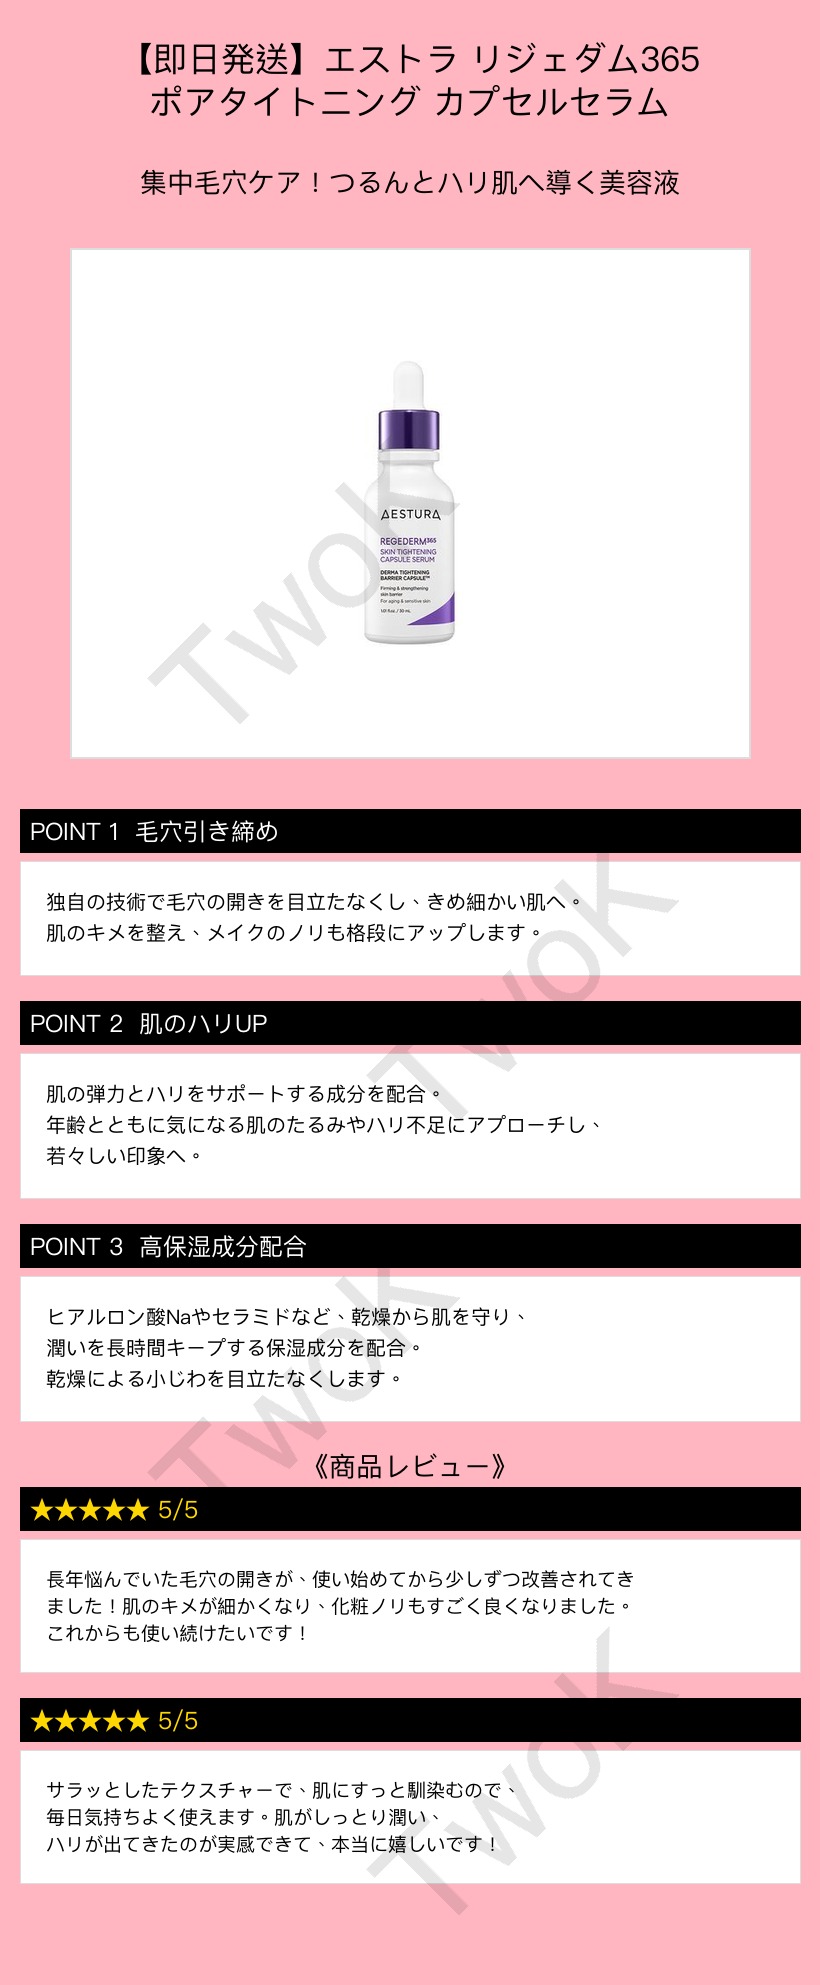 【即日発送】エストラ リジェダム365
ポアタイトニング カプセルセラム
集中毛穴ケア！つるんとハリ肌へ導く美容液
AESTURA
REGEDERM365
SKIN TIGHTENING
CAPSULE SERUM
DERMA TIGHTENING
BARRIER CAPSULE™
Firming & strengthening
skin barrier
For aging & sensitive skin
1.01 fl.oz. / 30 mL
TwoK
POINT 1 毛穴引き締め
独自の技術で毛穴の開きを目立たなくし、きめ細かい肌へ。
肌のキメを整え、メイクのノリも格段にアップします。
TwoK
POINT 2 肌のハリUP
肌の弾力とハリをサポートする成分を配合。
年齢とともに気になる肌のたるみやハリ不足にアプローチし、
若々しい印象へ。
POINT 3 高保湿成分配合
ヒアルロン酸Naやセラミドなど、乾燥から肌を守り、
潤いを長時間キープする保湿成分を配合。
乾燥による小じわを目立たなくします。
TwoK
《商品レビュー》
★★★★★ 5/5
長年悩んでいた毛穴の開きが、使い始めてから少しずつ改善されてき
ました！肌のキメが細かくなり、化粧ノリもすごく良くなりました。
これからも使い続けたいです！
★★★★★ 5/5
サラッとしたテクスチャーで、肌にすっと馴染むので、
毎日気持ちよく使えます。肌がしっとり潤い、
ハリが出てきたのが実感できて、本当に嬉しいです！
TwoK